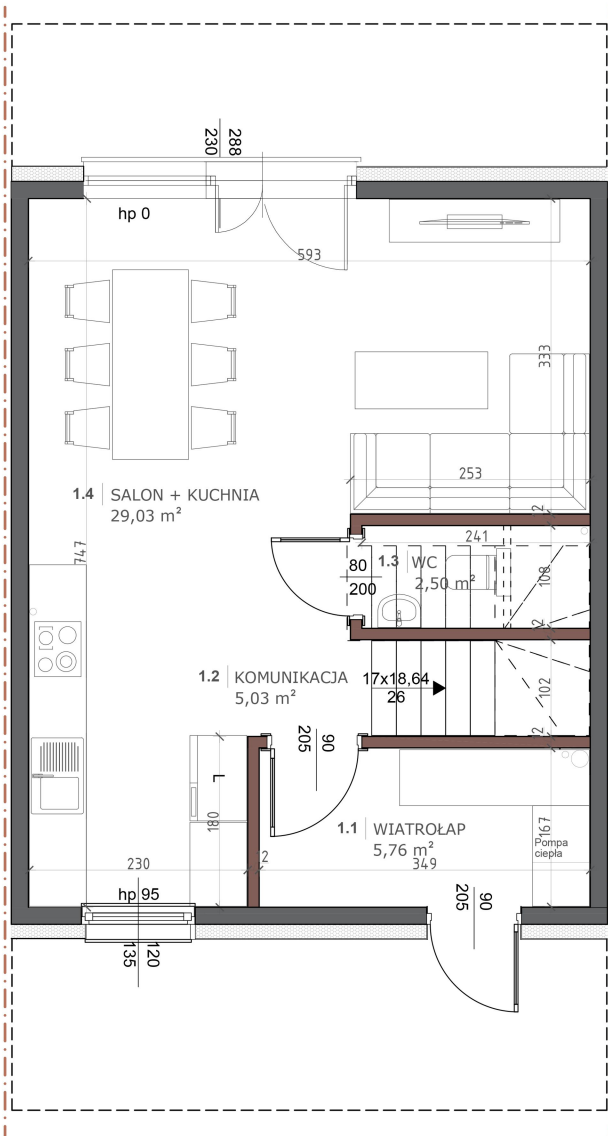 288
230
hp 0
593
333
253
1.4 SALON + KUCHNIA
29,03 m²
747
2
241
80
200
1.3 WC
2,50 m²
108
2
1.2 KOMUNIKACJA
5,03 m²
17x18,64
26
102
90
205
2
L
180
1.1 WIATROŁAP
5,76 m²
167
Pompa
ciepła
230
2
349
hp 95
90
205
120
135